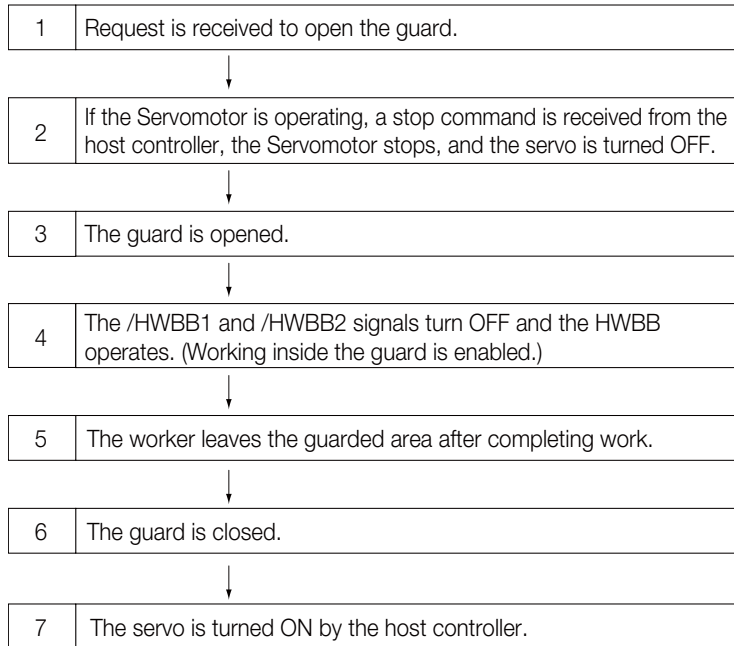 1 Request is received to open the guard.
2 If the Servomotor is operating, a stop command is received from the
host controller, the Servomotor stops, and the servo is turned OFF.
3 The guard is opened.
4 The /HWBB1 and /HWBB2 signals turn OFF and the HWBB
operates. (Working inside the guard is enabled.)
5 The worker leaves the guarded area after completing work.
6 The guard is closed.
7 The servo is turned ON by the host controller.